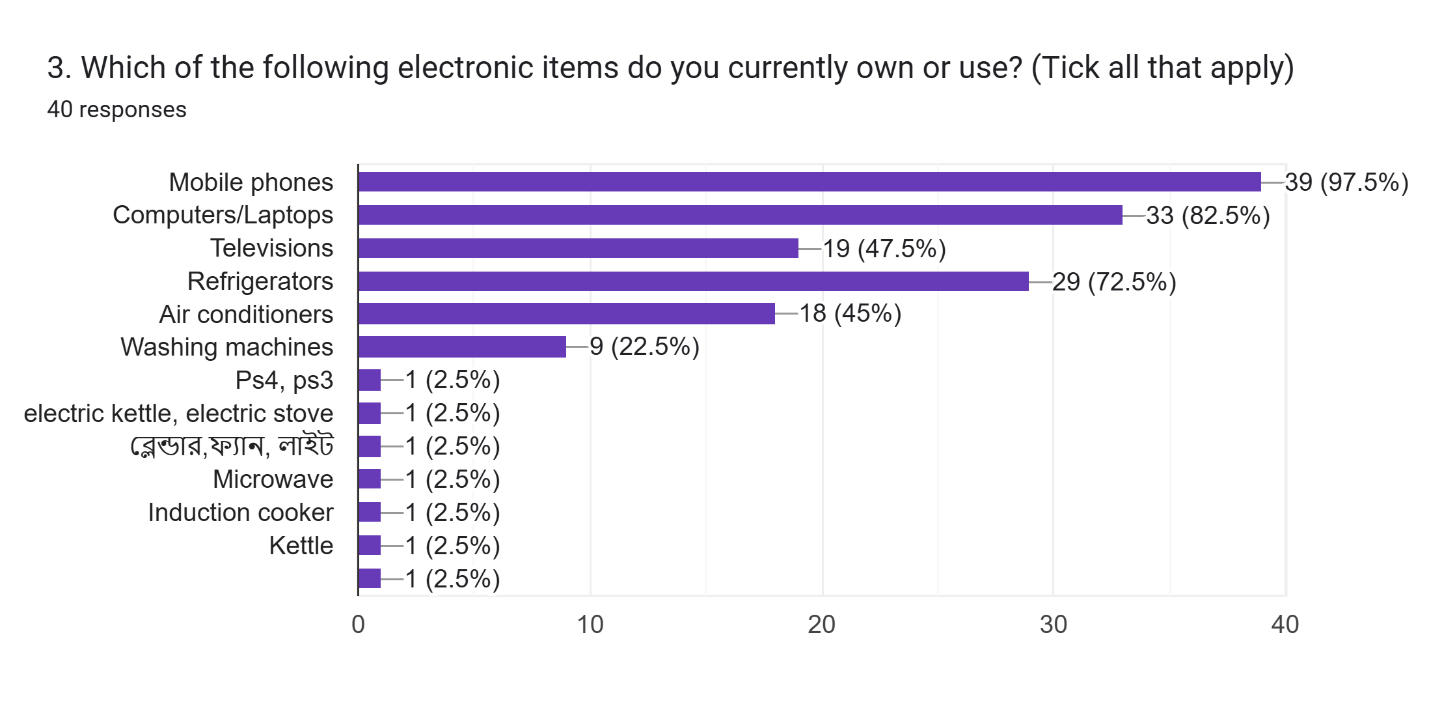 3. Which of the following electronic items do you currently own or use? (Tick all that apply)
40 responses
Mobile phones 39 (97.5%)
Computers/Laptops 33 (82.5%)
Televisions 19 (47.5%)
Refrigerators 29 (72.5%)
Air conditioners 18 (45%)
Washing machines 9 (22.5%)
Ps4, ps3 1 (2.5%)
electric kettle, electric stove 1 (2.5%)
ব্লেন্ডার,ফ্যান, লাইট 1 (2.5%)
Microwave 1 (2.5%)
Induction cooker 1 (2.5%)
Kettle 1 (2.5%)
1 (2.5%)
0 10 20 30 40